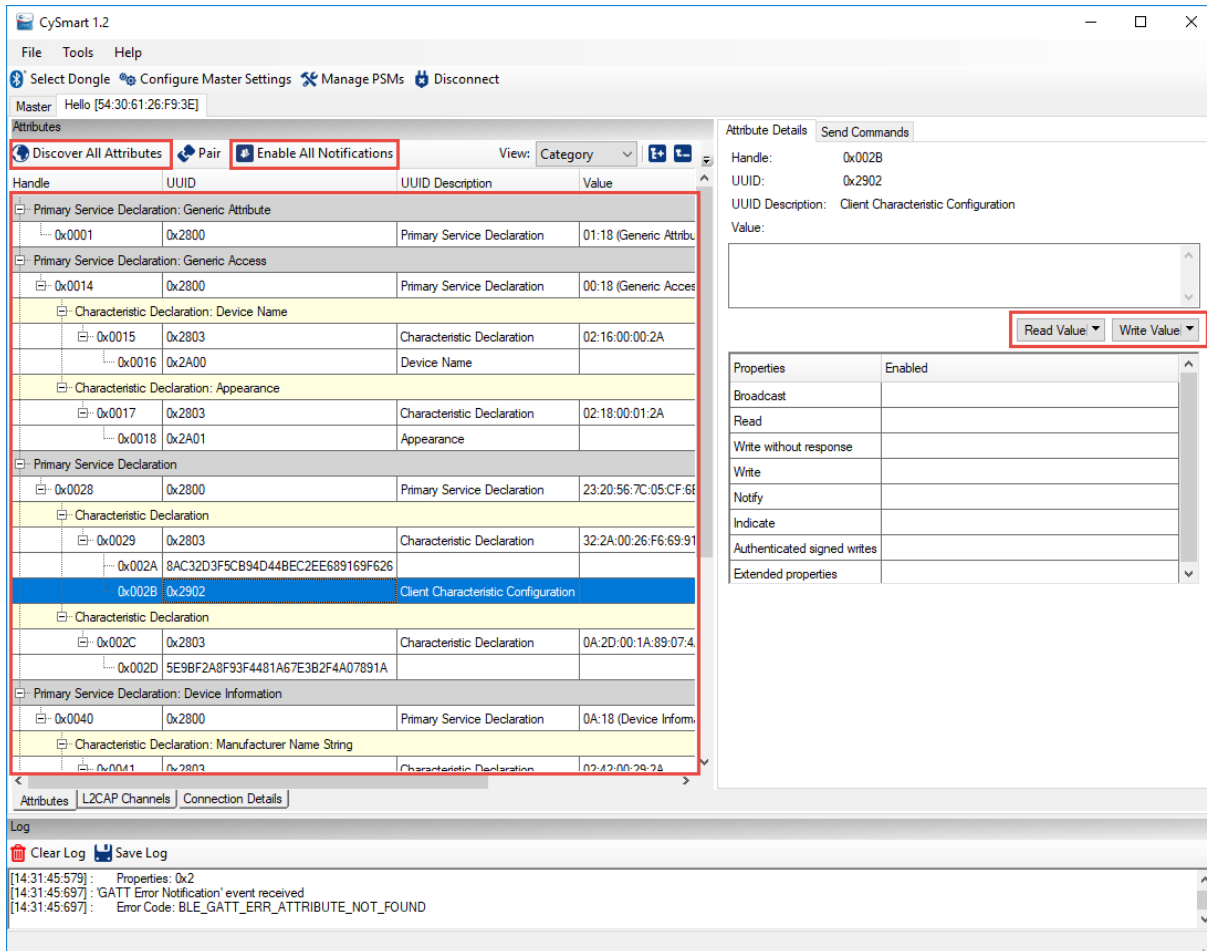 CySmart 1.2
File Tools Help
Select Dongle Configure Master Settings Manage PSMs Disconnect
Master Hello [54:30:61:26:F9:3E]
Attributes
Discover All Attributes Pair Enable All Notifications View: Category
Handle UUID UUID Description Value
Primary Service Declaration: Generic Attribute
0x0001 0x2800 Primary Service Declaration 01:18 (Generic Attribu
Primary Service Declaration: Generic Access
0x0014 0x2800 Primary Service Declaration 00:18 (Generic Acces
Characteristic Declaration: Device Name
0x0015 0x2803 Characteristic Declaration 02:16:00:00:2A
0x0016 0x2A00 Device Name
Characteristic Declaration: Appearance
0x0017 0x2803 Characteristic Declaration 02:18:00:01:2A
0x0018 0x2A01 Appearance
Primary Service Declaration
0x0028 0x2800 Primary Service Declaration 23:20:56:7C:05:CF:6E
Characteristic Declaration
0x0029 0x2803 Characteristic Declaration 32:2A:00:26:F6:69:91
0x002A 8AC32D3F5CB94D44BEC2EE689169F626
0x002B 0x2902 Client Characteristic Configuration
Characteristic Declaration
0x002C 0x2803 Characteristic Declaration 0A:2D:00:1A:89:07:4
0x002D 5E9BF2A8F93F4481A67E3B2F4A07891A
Primary Service Declaration: Device Information
0x0040 0x2800 Primary Service Declaration 0A:18 (Device Inform
Characteristic Declaration: Manufacturer Name String
0x0041 0x2803 Characteristic Declaration 02:42:00:29:2A
Attributes L2CAP Channels Connection Details
Attribute Details Send Commands
Handle: 0x002B
UUID: 0x2902
UUID Description: Client Characteristic Configuration
Value:
Read Value Write Value
Properties Enabled
Broadcast
Read
Write without response
Write
Notify
Indicate
Authenticated signed writes
Extended properties
Log
Clear Log Save Log
[14:31:45:579] : Properties: 0x2
[14:31:45:697] : 'GATT Error Notification' event received
[14:31:45:697] : Error Code: BLE_GATT_ERR_ATTRIBUTE_NOT_FOUND